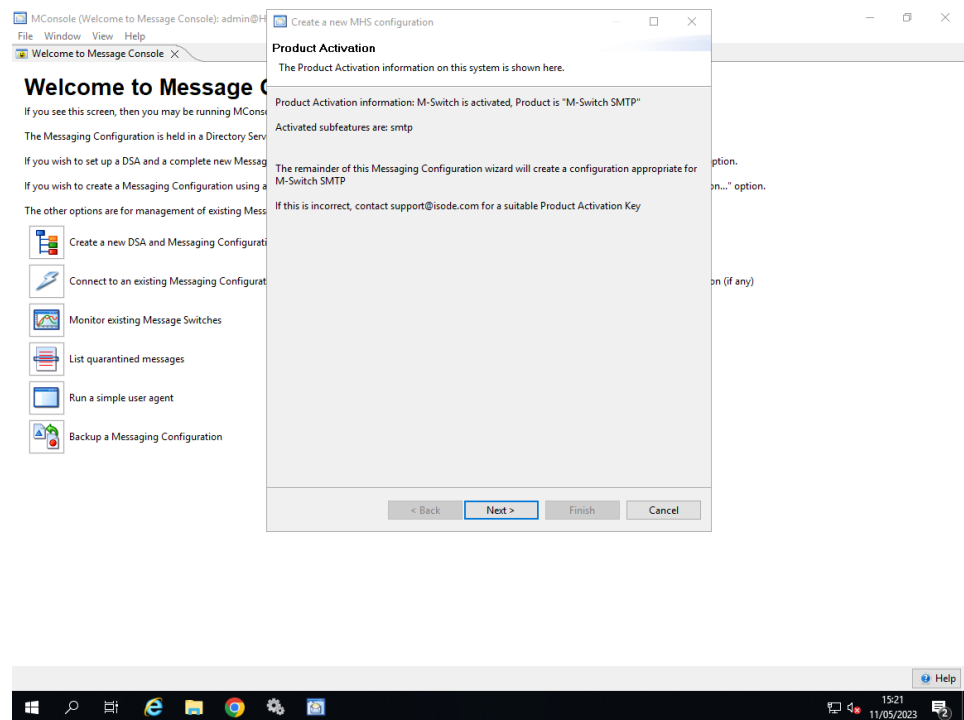 MConsole (Welcome to Message Console): admin@H
File Window View Help
Welcome to Message Console
Welcome to Message
If you see this screen, then you may be running MCons
The Messaging Configuration is held in a Directory Serv
If you wish to set up a DSA and a complete new Messag
ption.
If you wish to create a Messaging Configuration using a
on..." option.
The other options are for management of existing Mess
Create a new DSA and Messaging Configurati
Connect to an existing Messaging Configurat
on (if any)
Monitor existing Message Switches
List quarantined messages
Run a simple user agent
Backup a Messaging Configuration
Create a new MHS configuration
Product Activation
The Product Activation information on this system is shown here.
Product Activation information: M-Switch is activated, Product is "M-Switch SMTP"
Activated subfeatures are: smtp
The remainder of this Messaging Configuration wizard will create a configuration appropriate for
M-Switch SMTP
If this is incorrect, contact support@isode.com for a suitable Product Activation Key
< Back Next > Finish Cancel
Help
15:21
11/05/2023
2